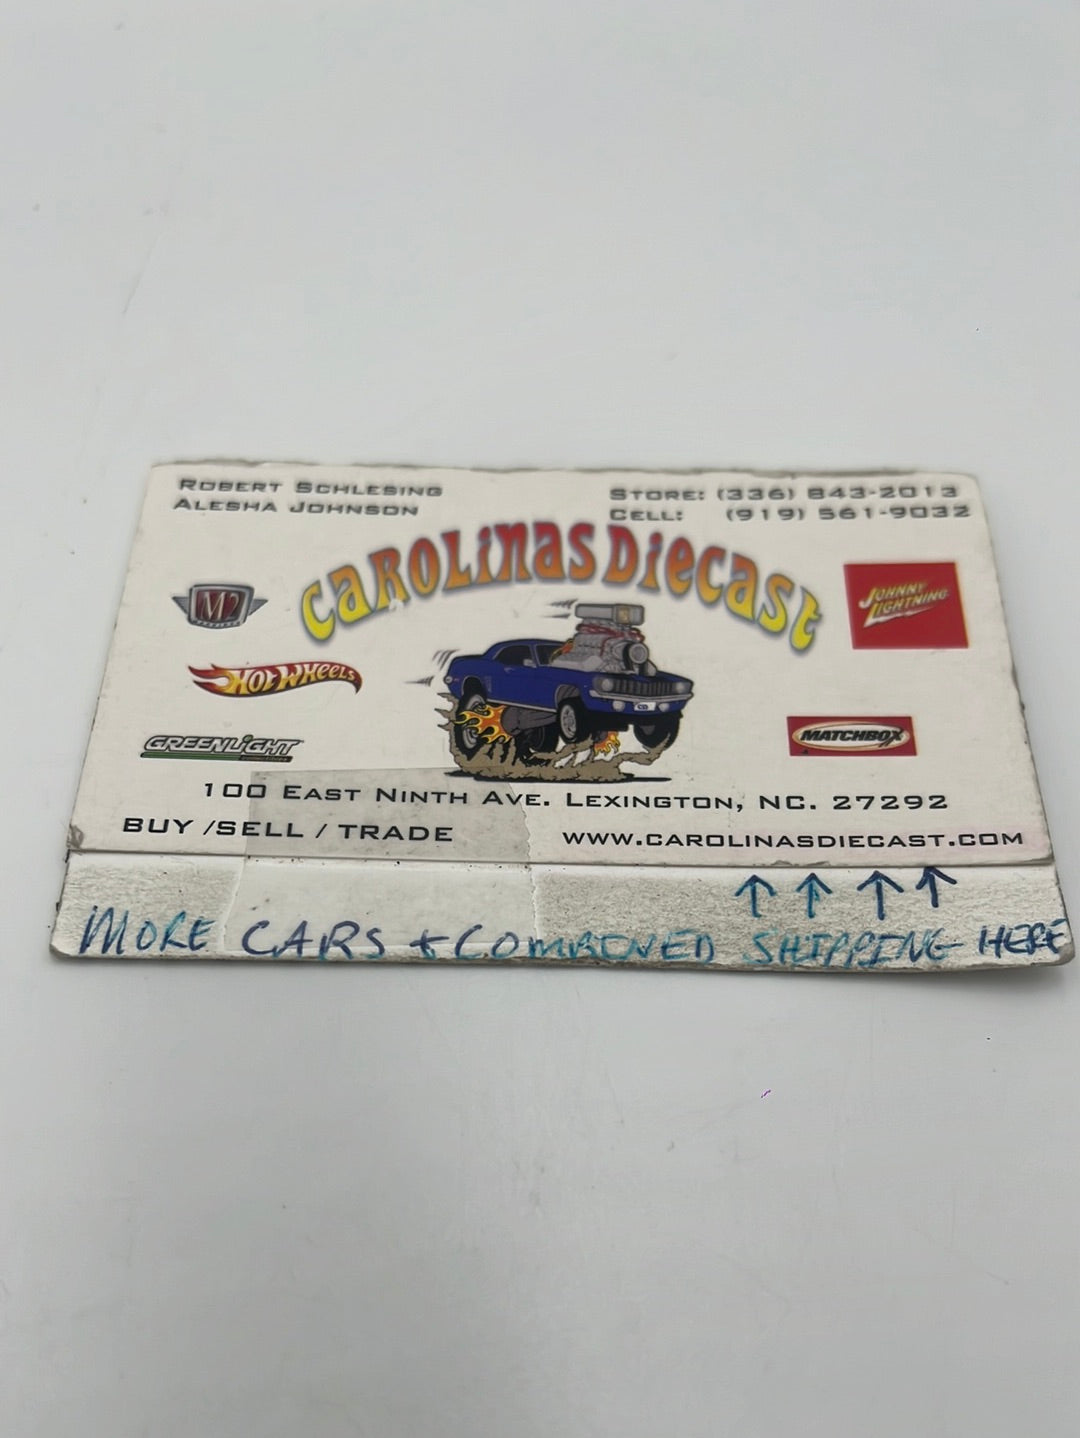 ROBERT SCHLESING
ALESHA JOHNSON
STORE: (336) 843-2013
CELL: (919) 561-9032
CAROLINAS DIECAST
M2
JOHNNY LIGHTNING
HOT WHEELS
GREENLIGHT
MATCHBOX
100 EAST NINTH AVE. LEXINGTON, NC. 27292
BUY /SELL / TRADE
WWW.CAROLINASDIECAST.COM
MORE CARS & COMBINED SHIPPING HERE